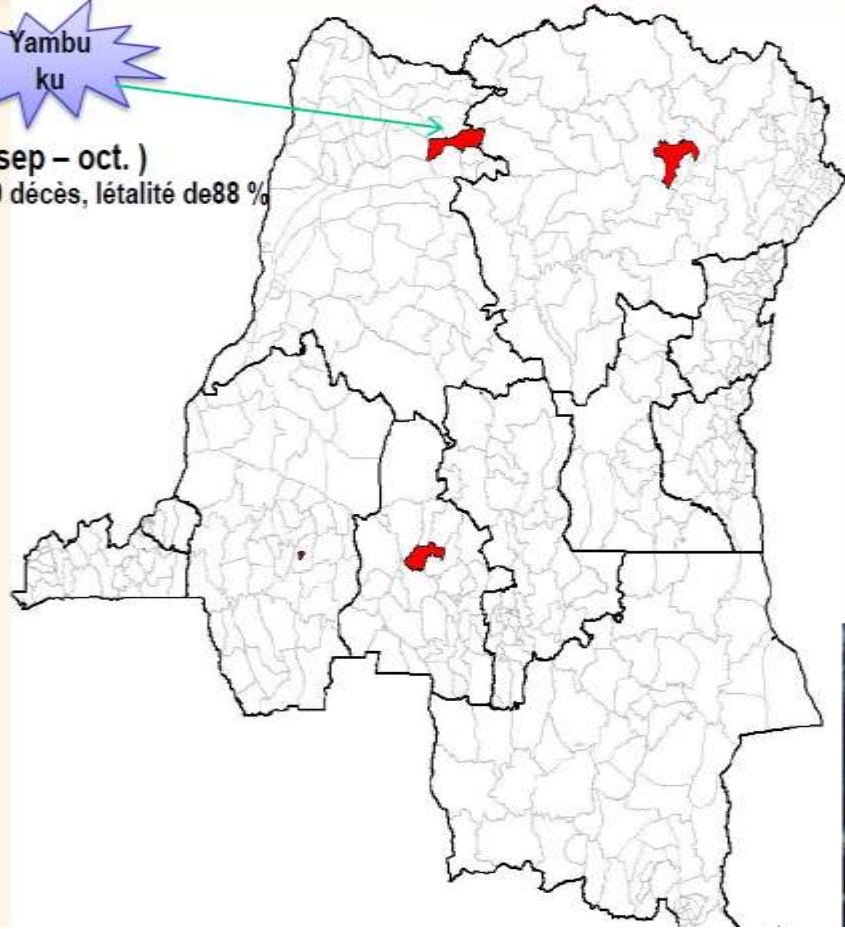 Yambu
ku
sep – oct. )
décès, létalité de88 %